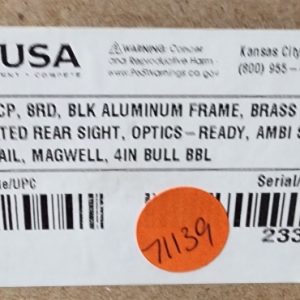 USA
WARNING: Cancer
and Reproductive Harm -
www.P65Warnings.ca.gov
Kansas City
(800) 955-
CP, 8RD, BLK ALUMINUM FRAME, BRASS
TED REAR SIGHT, OPTICS-READY, AMBI S
AIL, MAGWELL, 4IN BULL BBL
e/UPC
Serial/
71139
233